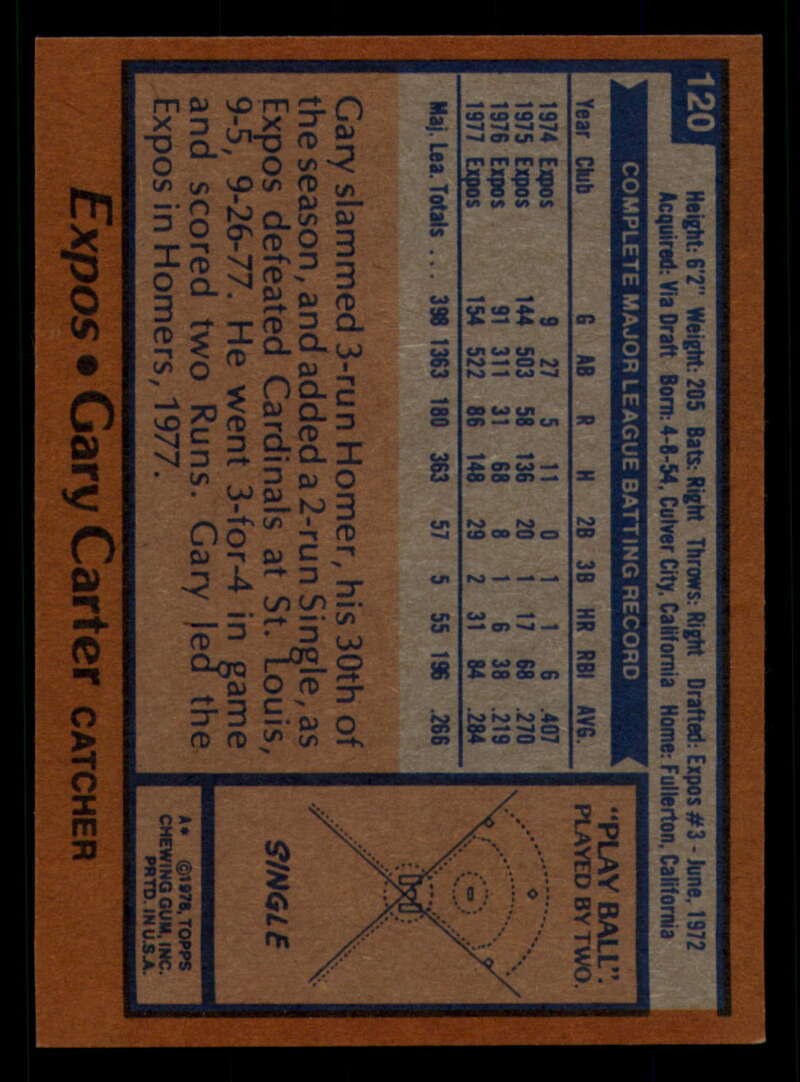 120
Height: 6'2" Weight: 205 Bats: Right Throws: Right Drafted: Expos #3 - June, 1972
Acquired: Via Draft Born: 4-8-54, Culver City, California Home: Fullerton, California
COMPLETE MAJOR LEAGUE BATTING RECORD
Year Club G AB R H 2B 3B HR RBI AVG.
1974 Expos 9 27 5 11 0 1 1 6 .407
1975 Expos 144 503 58 136 20 1 17 68 .270
1976 Expos 91 311 31 68 8 1 6 38 .219
1977 Expos 154 522 86 148 29 2 31 84 .284
Maj. Lea. Totals ... 398 1363 180 363 57 5 55 196 .266
Gary slammed 3-run Homer, his 30th of
the season, and added a 2-run Single, as
Expos defeated Cardinals at St. Louis,
9-5, 9-26-77. He went 3-for-4 in game
and scored two Runs. Gary led the
Expos in Homers, 1977.
"PLAY BALL":
PLAYED BY TWO.
SINGLE
A* ©1978, TOPPS
CHEWING GUM, INC.
PRTD. IN U.S.A.
Expos • Gary Carter CATCHER